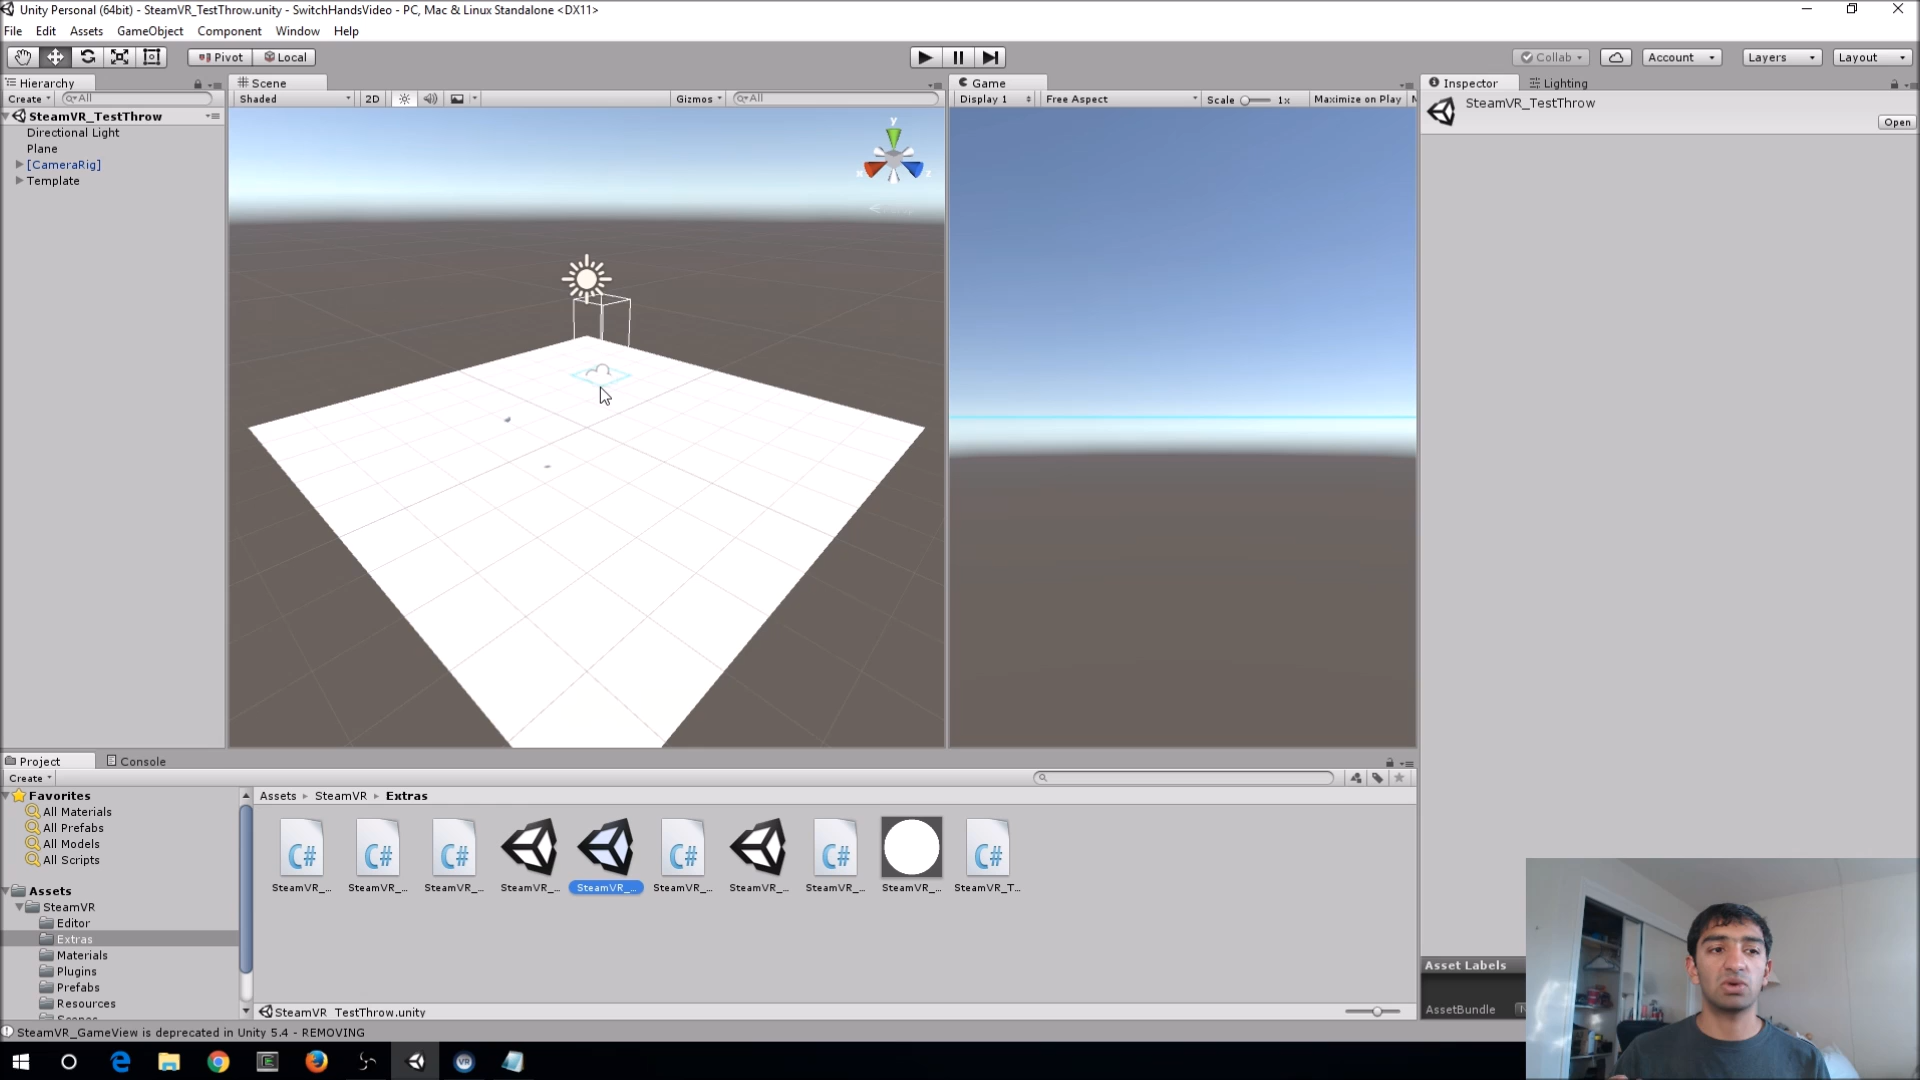 Unity Personal (64bit) - SteamVR_TestThrow.unity - SwitchHandsVideo - PC, Mac & Linux Standalone <DX11>
File Edit Assets GameObject Component Window Help
Pivot Local Collab Account Layers Layout
Hierarchy Scene Game Inspector Lighting
Create All Shaded 2D Gizmos All Display 1 Free Aspect Scale 1x Maximize on Play
SteamVR_TestThrow
Directional Light
Plane
[CameraRig]
Template
y
x
z
SteamVR_TestThrow
Open
Project Console
Create
Favorites
All Materials
All Prefabs
All Models
All Scripts
Assets
SteamVR
Editor
Extras
Materials
Plugins
Prefabs
Resources
Scenes
Assets SteamVR Extras
C# C# C# C# C# C#
SteamVR_... SteamVR_... SteamVR_... SteamVR_... SteamVR_... SteamVR_... SteamVR_... SteamVR_... SteamVR_... SteamVR_T...
SteamVR_TestThrow.unity
Asset Labels
AssetBundle
SteamVR_GameView is deprecated in Unity 5.4 - REMOVING
VR